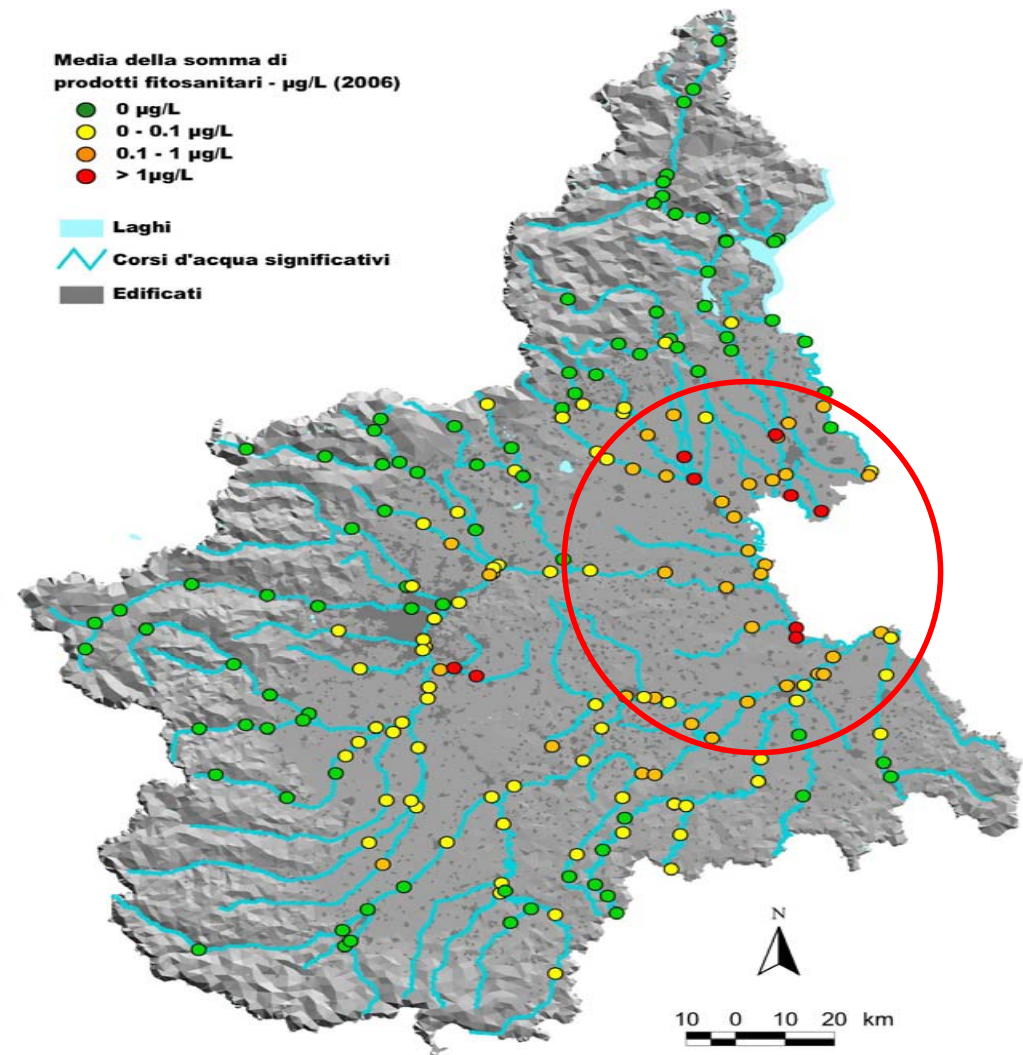 Media della somma di
prodotti fitosanitari - µg/L (2006)
0 µg/L
0 - 0.1 µg/L
0.1 - 1 µg/L
> 1µg/L
Laghi
Corsi d'acqua significativi
Edificati
N
10 0 10 20 km